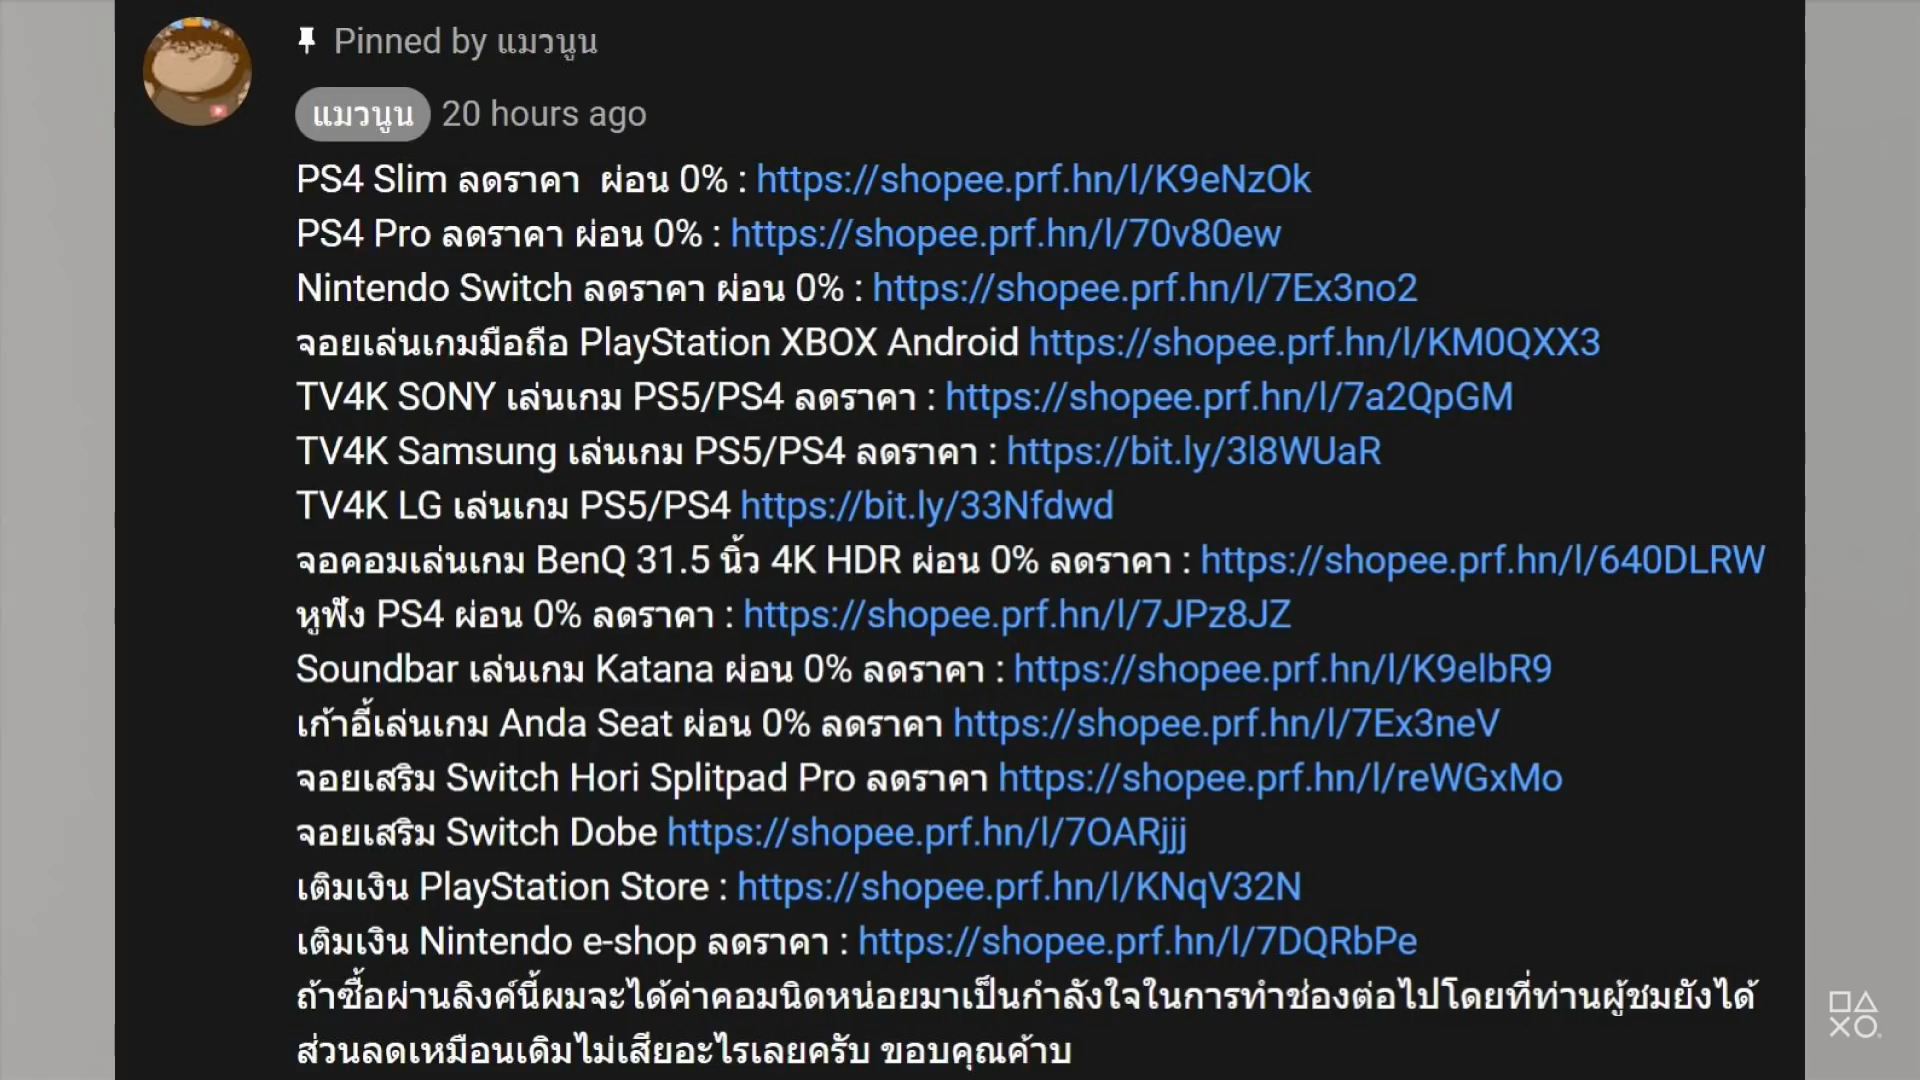 Pinned by แมวนูน
แมวนูน 20 hours ago
PS4 Slim ลดราคา  ผ่อน 0% : https://shopee.prf.hn/l/K9eNzOk
PS4 Pro ลดราคา ผ่อน 0% : https://shopee.prf.hn/l/70v80ew
Nintendo Switch ลดราคา ผ่อน 0% : https://shopee.prf.hn/l/7Ex3no2
จอยเล่นเกมมือถือ PlayStation XBOX Android https://shopee.prf.hn/l/KM0QXX3
TV4K SONY เล่นเกม PS5/PS4 ลดราคา : https://shopee.prf.hn/l/7a2QpGM
TV4K Samsung เล่นเกม PS5/PS4 ลดราคา : https://bit.ly/3l8WUaR
TV4K LG เล่นเกม PS5/PS4 https://bit.ly/33Nfdwd
จอคอมเล่นเกม BenQ 31.5 นิ้ว 4K HDR ผ่อน 0% ลดราคา : https://shopee.prf.hn/l/640DLRW
หูฟัง PS4 ผ่อน 0% ลดราคา : https://shopee.prf.hn/l/7JPz8JZ
Soundbar เล่นเกม Katana ผ่อน 0% ลดราคา : https://shopee.prf.hn/l/K9elbR9
เก้าอี้เล่นเกม Anda Seat ผ่อน 0% ลดราคา https://shopee.prf.hn/l/7Ex3neV
จอยเสริม Switch Hori Splitpad Pro ลดราคา https://shopee.prf.hn/l/reWGxMo
จอยเสริม Switch Dobe https://shopee.prf.hn/l/7OARjjj
เติมเงิน PlayStation Store : https://shopee.prf.hn/l/KNqV32N
เติมเงิน Nintendo e-shop ลดราคา : https://shopee.prf.hn/l/7DQRbPe
ถ้าซื้อผ่านลิงค์นี้ผมจะได้ค่าคอมนิดหน่อยมาเป็นกำลังใจในการทำช่องต่อไปโดยที่ท่านผู้ชมยังได้
ส่วนลดเหมือนเดิมไม่เสียอะไรเลยครับ ขอบคุณค้าบ